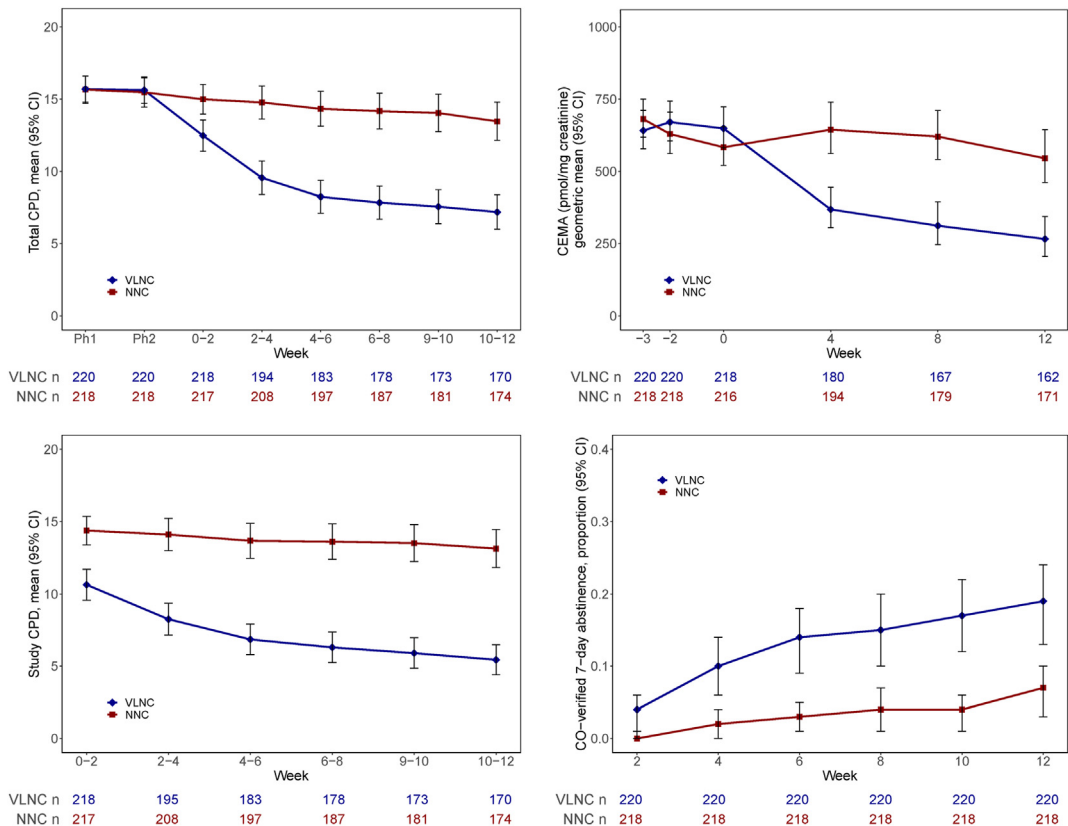 Total CPD, mean (95% CI)
20
15
10
5
0
VLNC
NNC
Ph1 Ph2 0−2 2−4 4−6 6−8 9−10 10−12
Week
VLNC n 220 220 218 194 183 178 173 170
NNC n 218 218 217 208 197 187 181 174
CEMA (pmol/mg creatinine)
geometric mean (95% CI)
1000
750
500
250
0
VLNC
NNC
−3 −2 0 4 8 12
Week
VLNC n 220 220 218 180 167 162
NNC n 218 218 216 194 179 171
Study CPD, mean (95% CI)
20
15
10
5
0
VLNC
NNC
0−2 2−4 4−6 6−8 9−10 10−12
Week
VLNC n 218 195 183 178 173 170
NNC n 217 208 197 187 181 174
CO−verified 7−day abstinence, proportion (95% CI)
0.4
0.3
0.2
0.1
0.0
VLNC
NNC
2 4 6 8 10 12
Week
VLNC n 220 220 220 220 220 220
NNC n 218 218 218 218 218 218